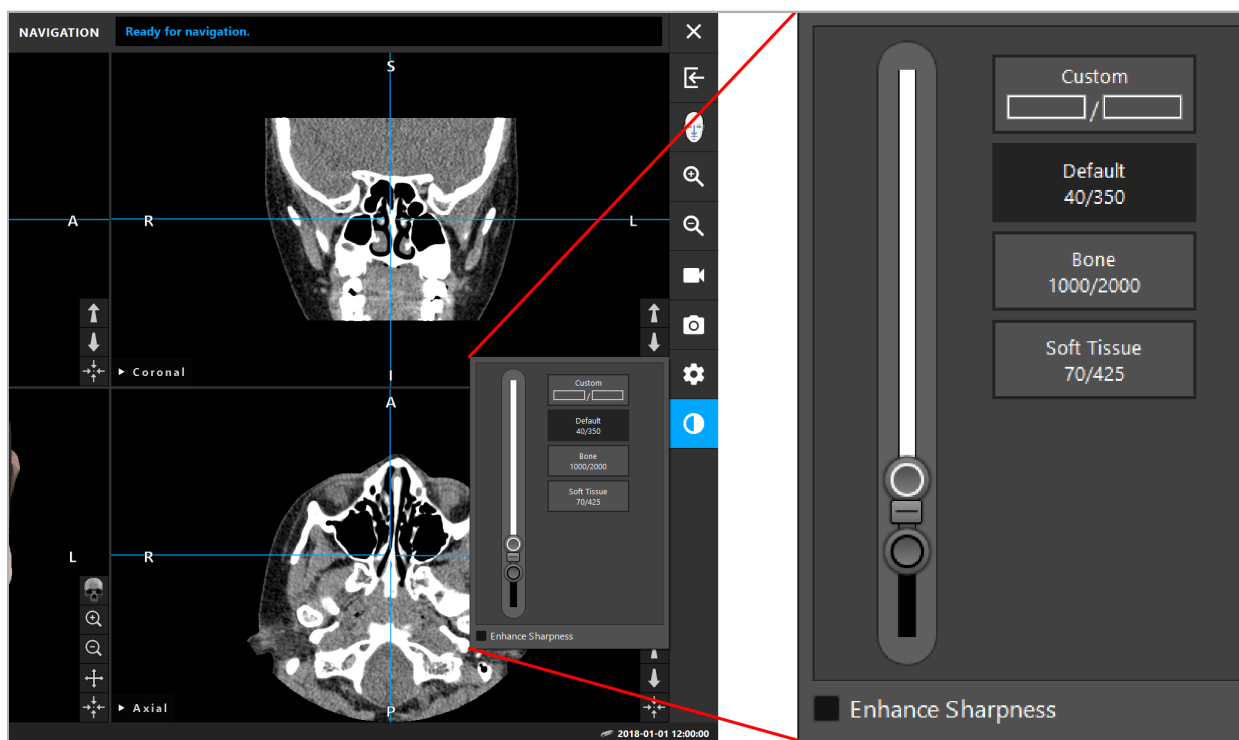 NAVIGATION
Ready for navigation.
S
A
R
L
Coronal
I
A
L
R
Axial
P
Custom
/
Default
40/350
Bone
1000/2000
Soft Tissue
70/425
Enhance Sharpness
2018-01-01 12:00:00
Custom
/
Default
40/350
Bone
1000/2000
Soft Tissue
70/425
Enhance Sharpness